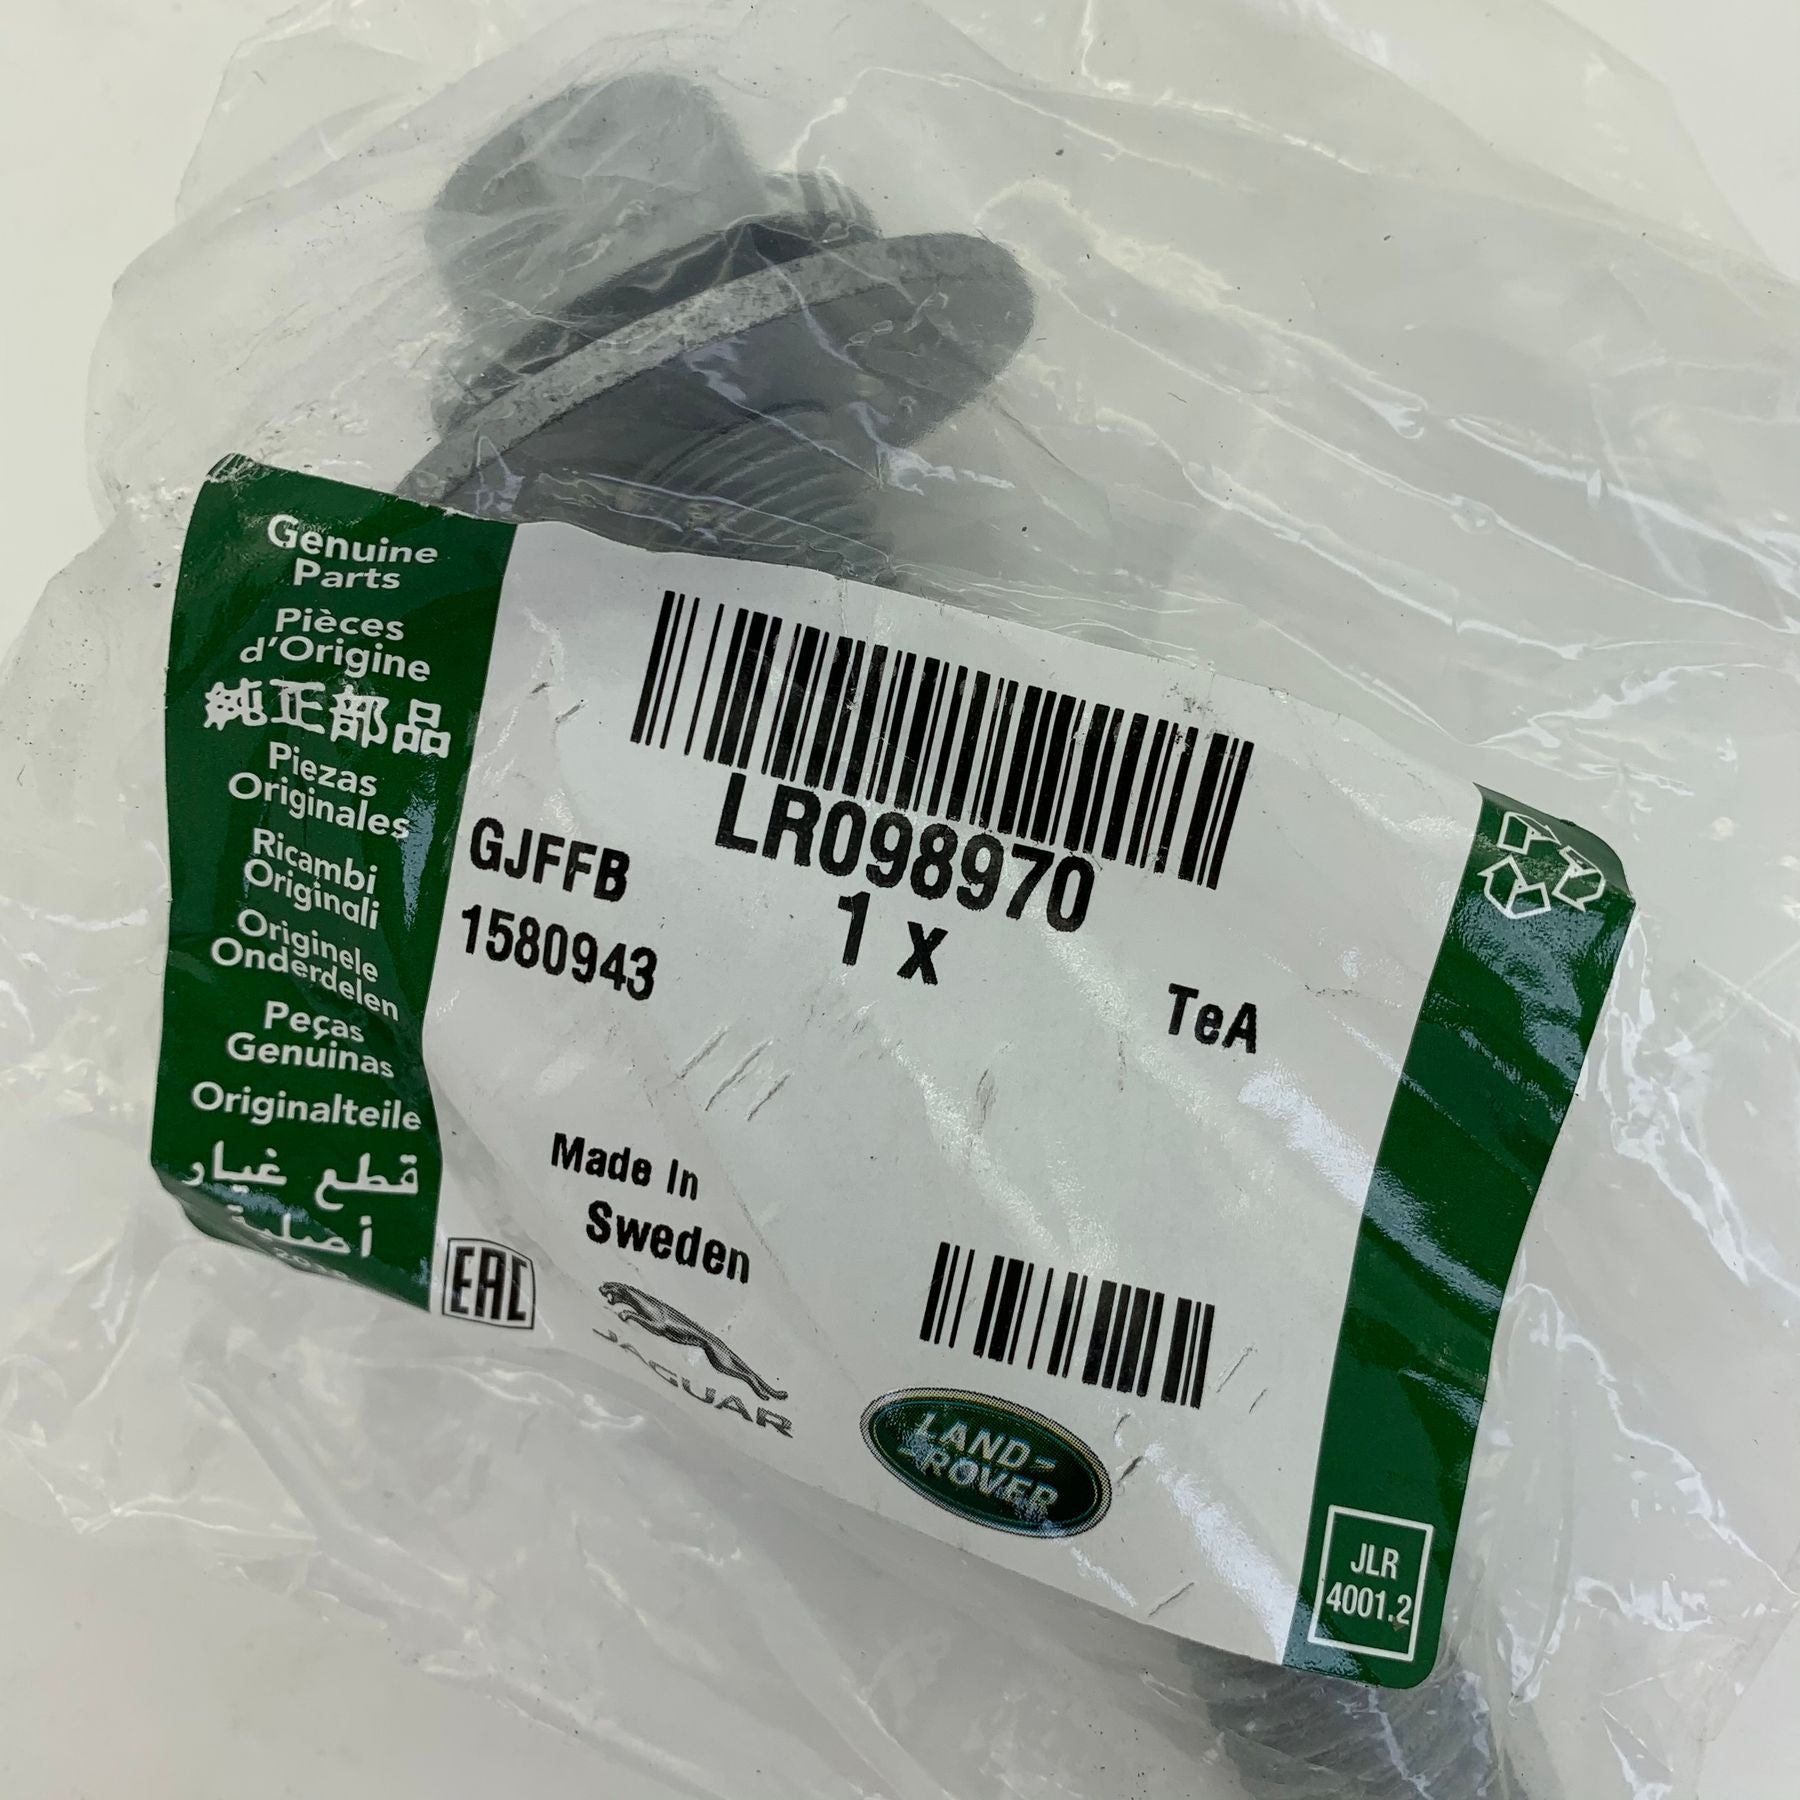 Genuine
Parts
Pièces
d'Origine
純正部品
Piezas
Originales
Ricambi
Originali
Originele
Onderdelen
Peças
Genuinas
Originalteile
قطع غيار
أصلية
LR098970
GJFFB
1 x
1580943
TeA
Made In
Sweden
EAC
JAGUAR
LAND-
-ROVER
JLR
4001.2